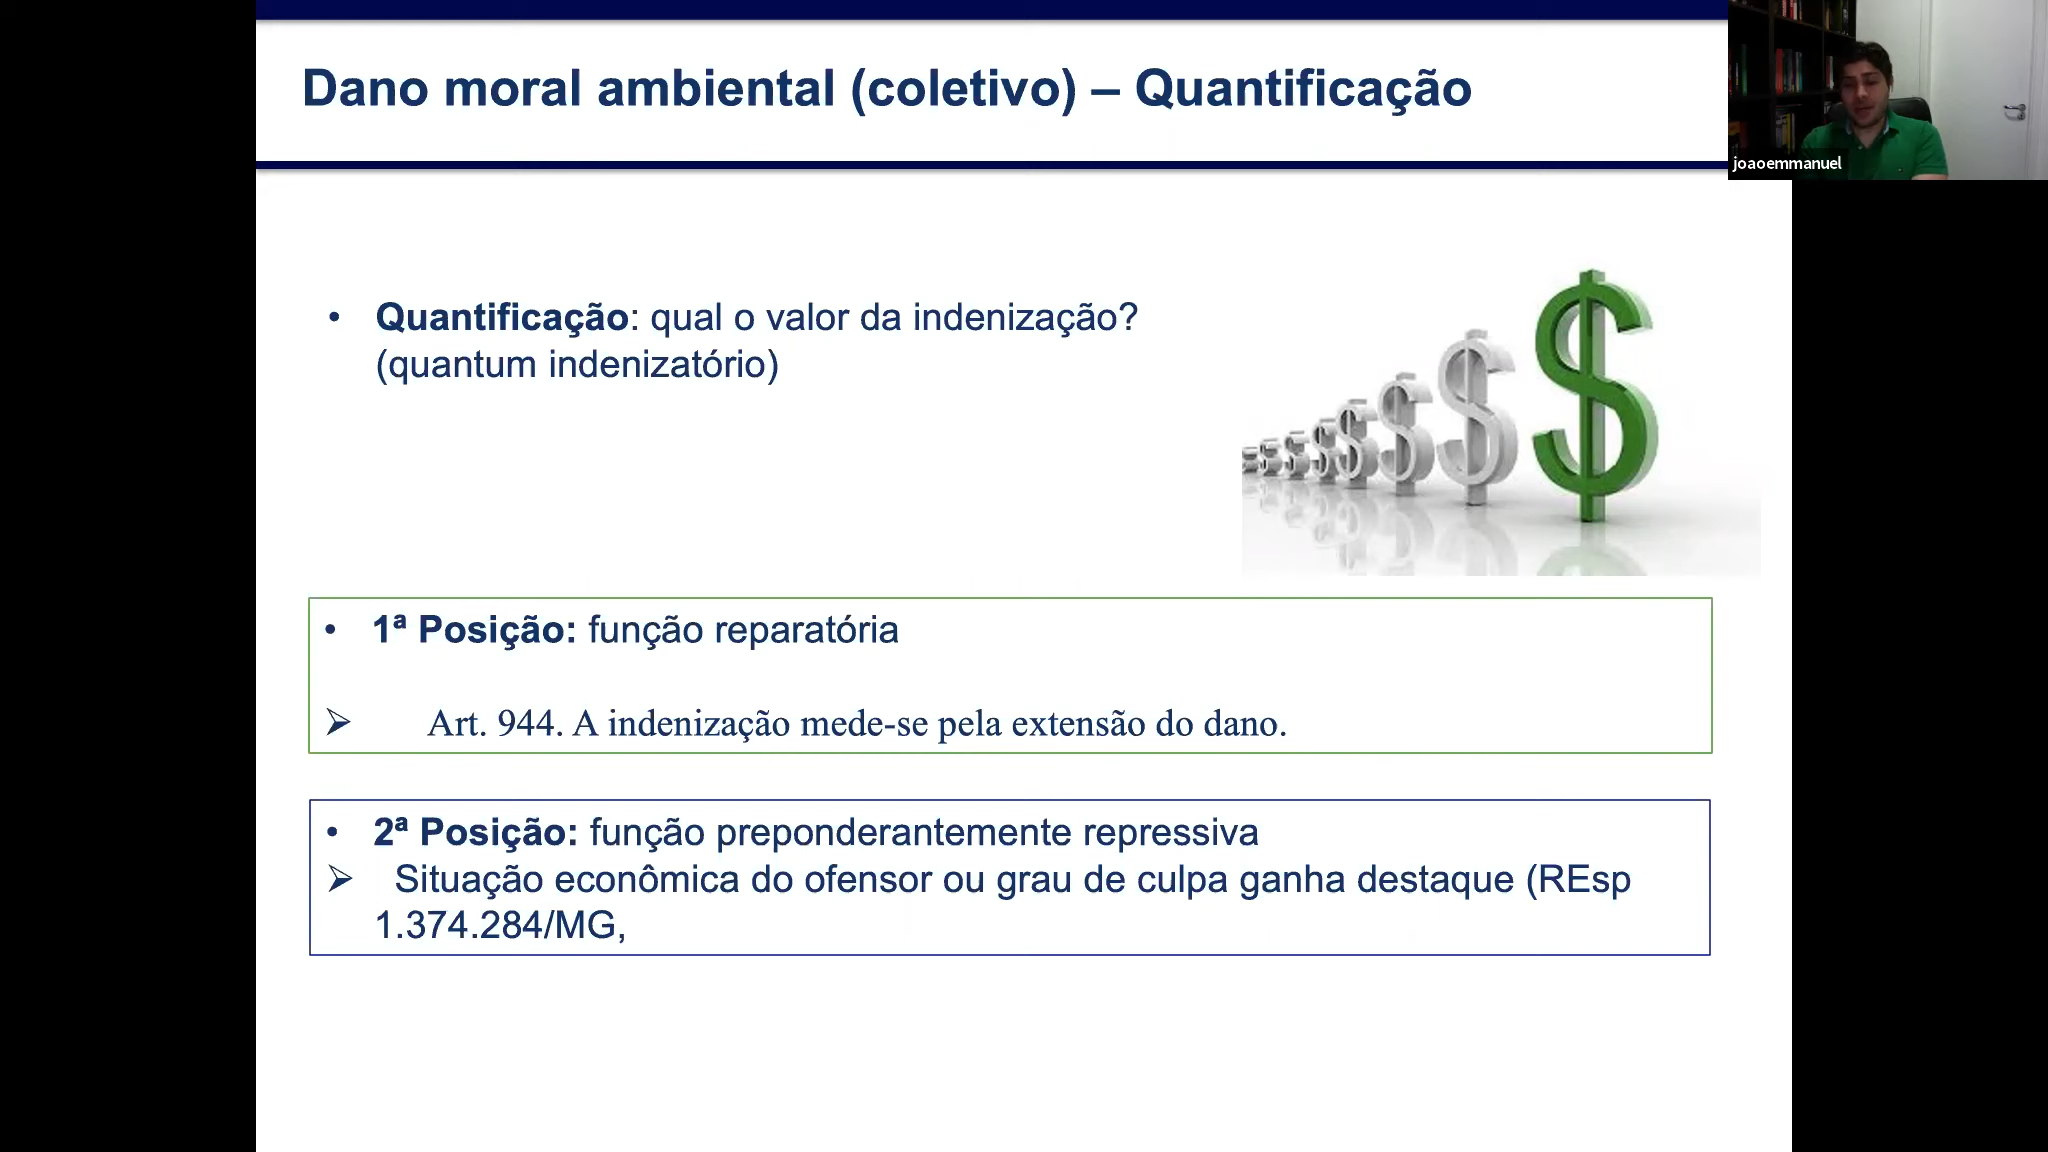 Dano moral ambiental (coletivo) – Quantificação
joaoemmanuel
• Quantificação: qual o valor da indenização?
(quantum indenizatório)
• 1ª Posição: função reparatória
➢ Art. 944. A indenização mede-se pela extensão do dano.
• 2ª Posição: função preponderantemente repressiva
➢ Situação econômica do ofensor ou grau de culpa ganha destaque (REsp
1.374.284/MG,